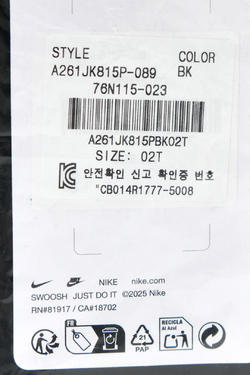 STYLE COLOR
A261JK815P-089 BK
76N115-023
A261JK815PBK02T
SIZE: 02T
안전확인 신고 확인증 번호
"CB014R1777-5008
NIKE nike.com
SWOOSH JUST DO IT ©2025 Nike
RN#81917 / CA#18702
FR
21
PAP
RECICLA
Al Azul